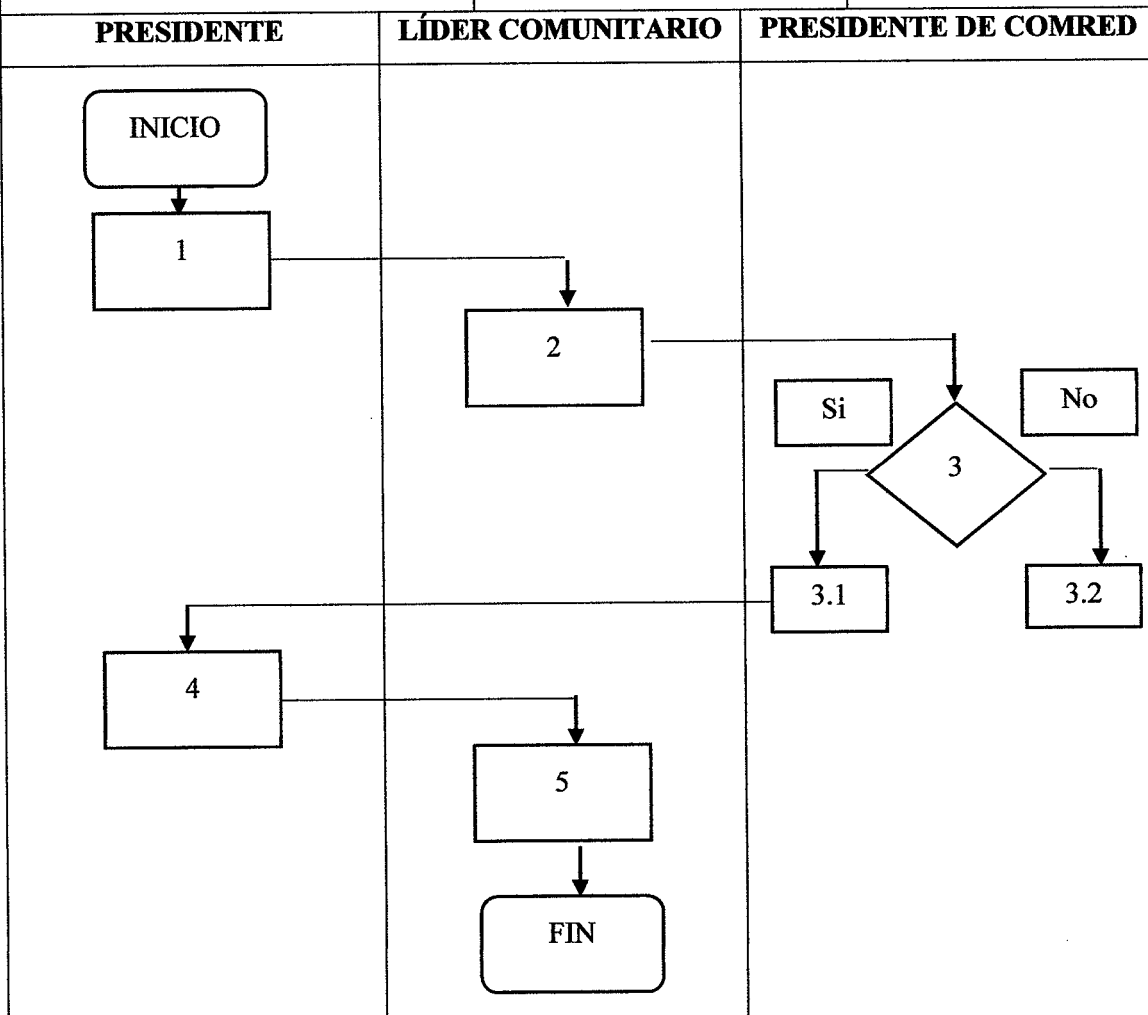 PRESIDENTE
LÍDER COMUNITARIO
PRESIDENTE DE COMRED
INICIO
1
2
Si
No
3
3.1
3.2
4
5
FIN